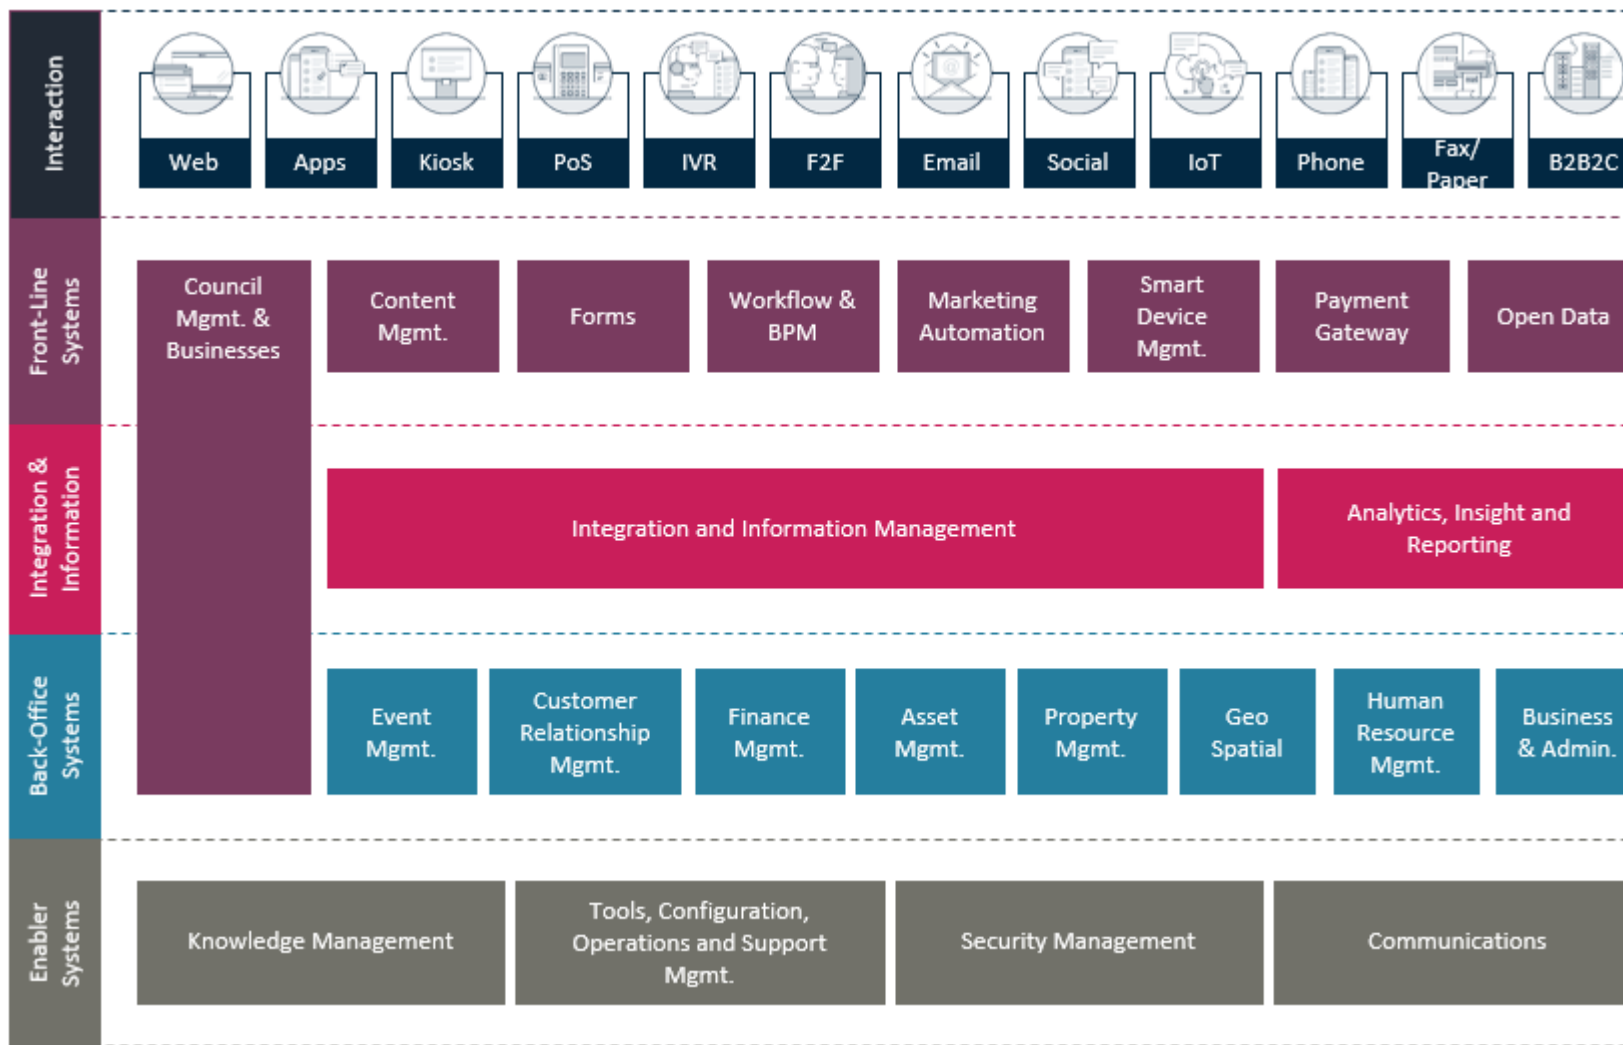 Interaction
Web
Apps
Kiosk
PoS
IVR
F2F
Email
Social
IoT
Phone
Fax/
Paper
B2B2C
Front-Line
Systems
Council
Mgmt. &
Businesses
Content
Mgmt.
Forms
Workflow &
BPM
Marketing
Automation
Smart
Device
Mgmt.
Payment
Gateway
Open Data
Integration &
Information
Integration and Information Management
Analytics, Insight and
Reporting
Back-Office
Systems
Event
Mgmt.
Customer
Relationship
Mgmt.
Finance
Mgmt.
Asset
Mgmt.
Property
Mgmt.
Geo
Spatial
Human
Resource
Mgmt.
Business
& Admin.
Enabler
Systems
Knowledge Management
Tools, Configuration,
Operations and Support
Mgmt.
Security Management
Communications